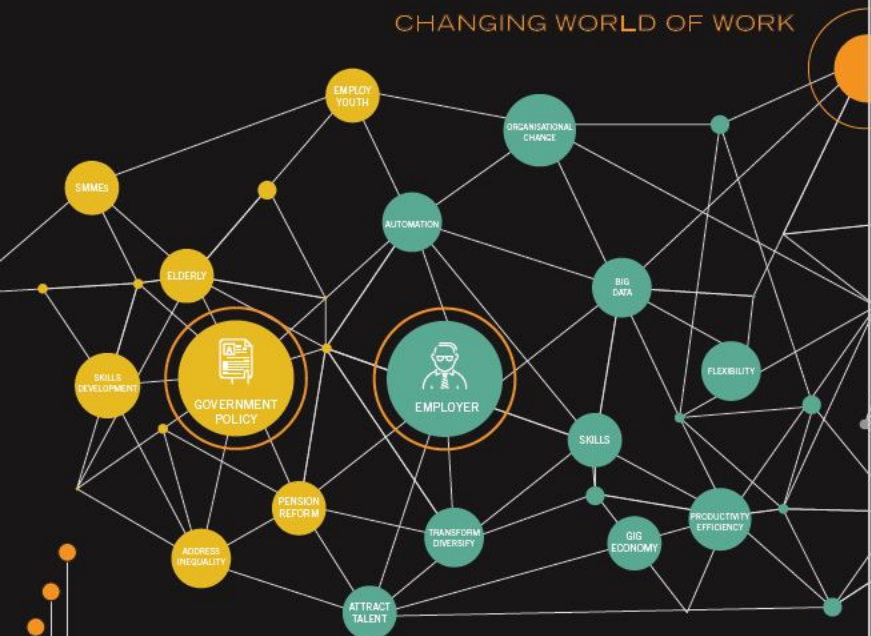 CHANGING WORLD OF WORK
EMPLOY
YOUTH
ORGANISATIONAL
CHANGE
SMMEs
AUTOMATION
ELDERLY
BIG
DATA
SKILLS
DEVELOPMENT
GOVERNMENT
POLICY
EMPLOYER
FLEXIBILITY
SKILLS
PENSION
REFORM
TRANSFORM
DIVERSIFY
PRODUCTIVITY
EFFICIENCY
GIG
ECONOMY
ADDRESS
INEQUALITY
ATTRACT
TALENT